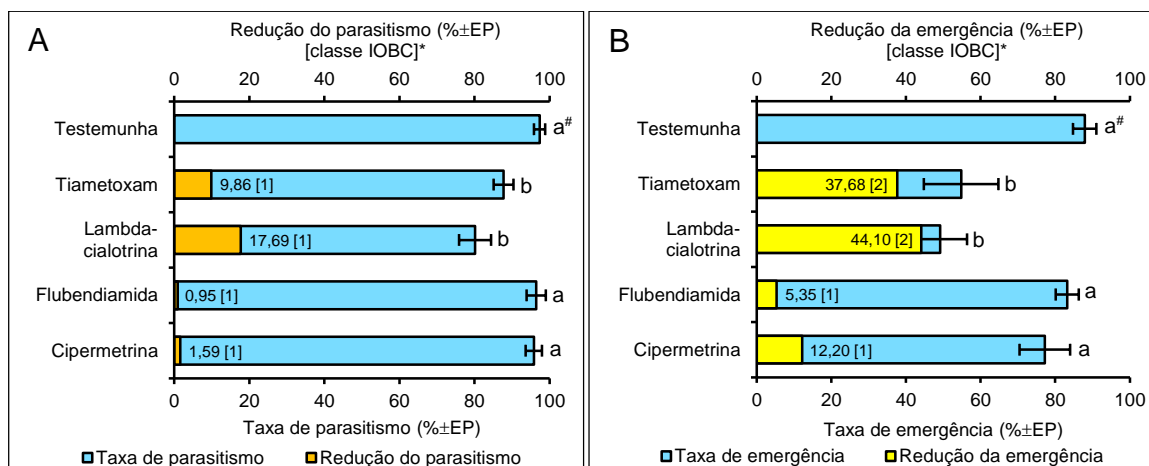 A
Redução do parasitismo (%±EP)
[classe IOBC]*
0 20 40 60 80 100
Testemunha
a#
Tiametoxam
9,86 [1]
b
Lambda-
cialotrina
17,69 [1]
b
Flubendiamida
0,95 [1]
a
Cipermetrina
1,59 [1]
a
0 20 40 60 80 100
Taxa de parasitismo (%±EP)
Taxa de parasitismo Redução do parasitismo
B
Redução da emergência (%±EP)
[classe IOBC]*
0 20 40 60 80 100
Testemunha
a#
Tiametoxam
37,68 [2]
b
Lambda-
cialotrina
44,10 [2]
b
Flubendiamida
5,35 [1]
a
Cipermetrina
12,20 [1]
a
0 20 40 60 80 100
Taxa de emergência (%±EP)
Taxa de emergência Redução da emergência